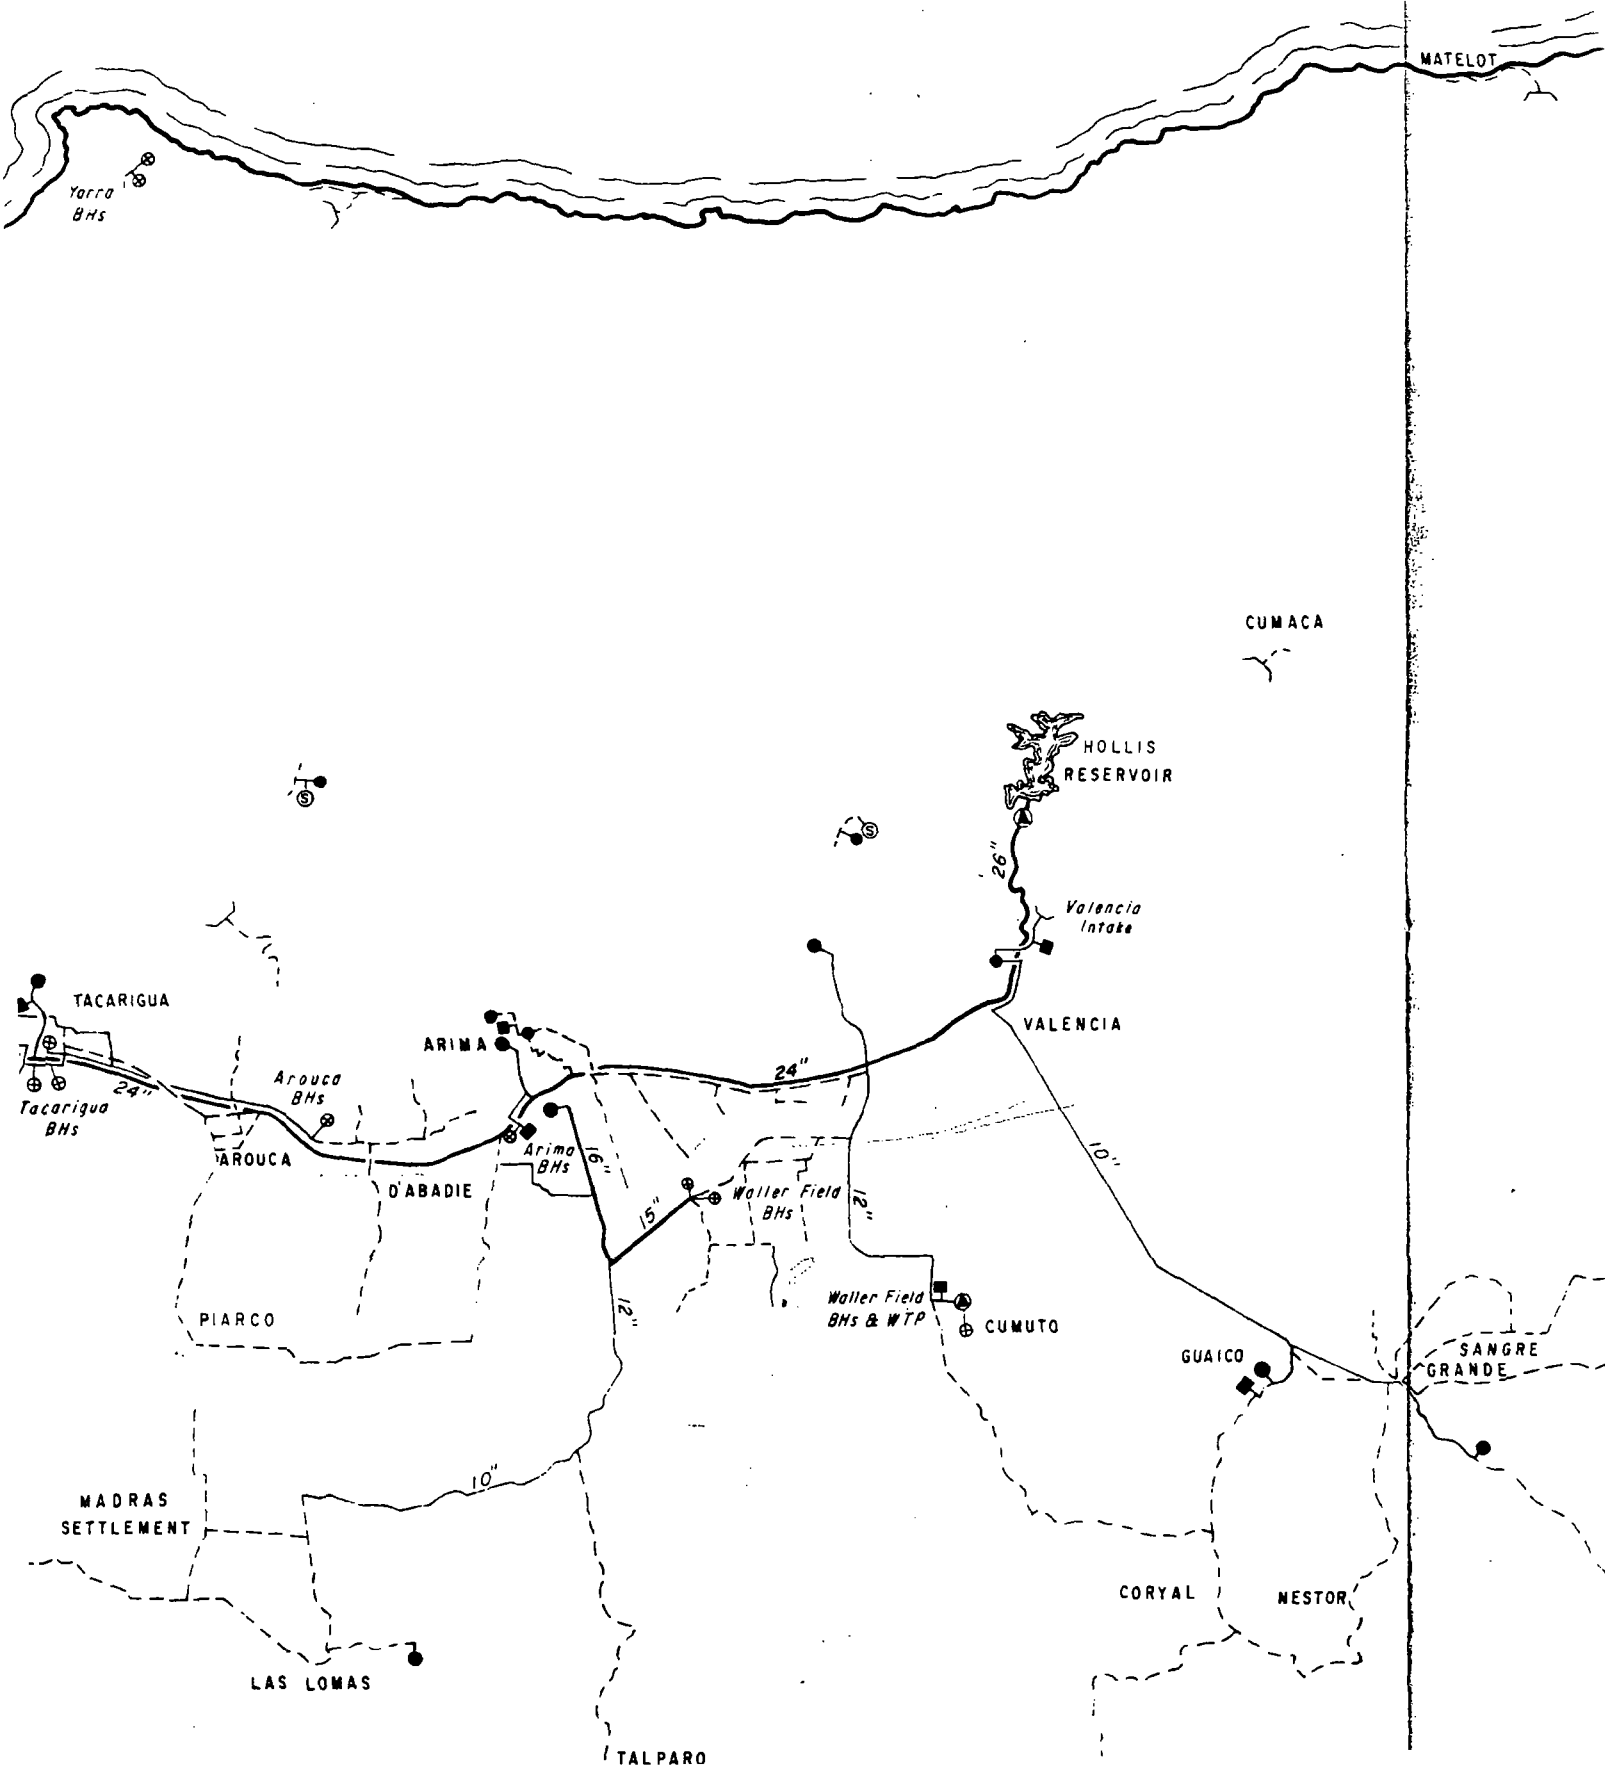 MATELOT
Yarra
BHs
CUMACA
HOLLIS
RESERVOIR
S
S
26"
Valencia
Intake
TACARIGUA
VALENCIA
ARIMA
24"
24"
Arouca
BHs
Tacarigua
BHs
AROUCA
Arima
BHs
16"
10"
D'ABADIE
15"
Waller Field
BHs
12"
Waller Field
BHs & WTP
CUMUTO
PIARCO
12"
GUAICO
SANGRE
GRANDE
10"
MADRAS
SETTLEMENT
CORYAL
NESTOR
LAS LOMAS
TALPARO